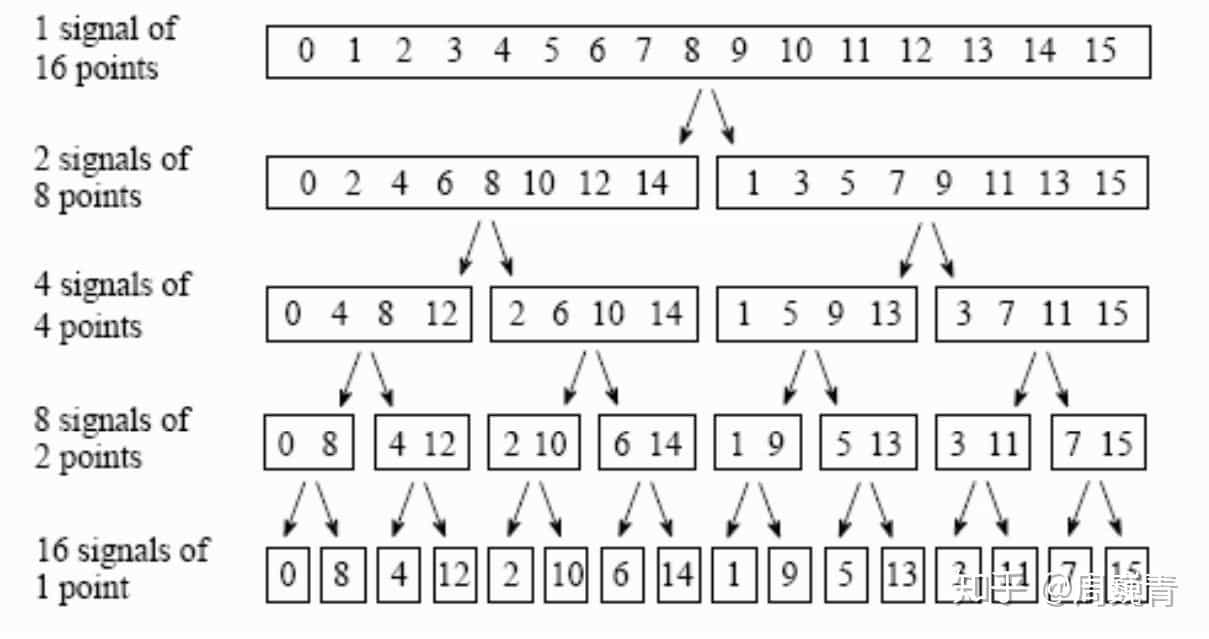 1 signal of
16 points
0 1 2 3 4 5 6 7 8 9 10 11 12 13 14 15
2 signals of
8 points
0 2 4 6 8 10 12 14 1 3 5 7 9 11 13 15
4 signals of
4 points
0 4 8 12 2 6 10 14 1 5 9 13 3 7 11 15
8 signals of
2 points
0 8 4 12 2 10 6 14 1 9 5 13 3 11 7 15
16 signals of
1 point
0 8 4 12 2 10 6 14 1 9 5 13 3 11 7 15
知乎 @周巍青